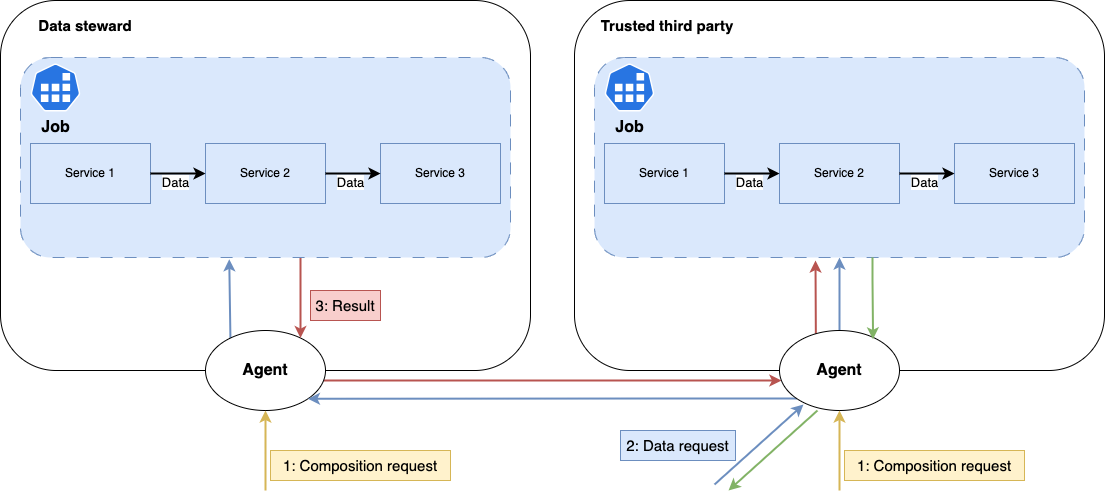 Data steward
Trusted third party
Job
Job
Service 1
Data
Service 2
Data
Service 3
Service 1
Data
Service 2
Data
Service 3
3: Result
Agent
Agent
2: Data request
1: Composition request
1: Composition request